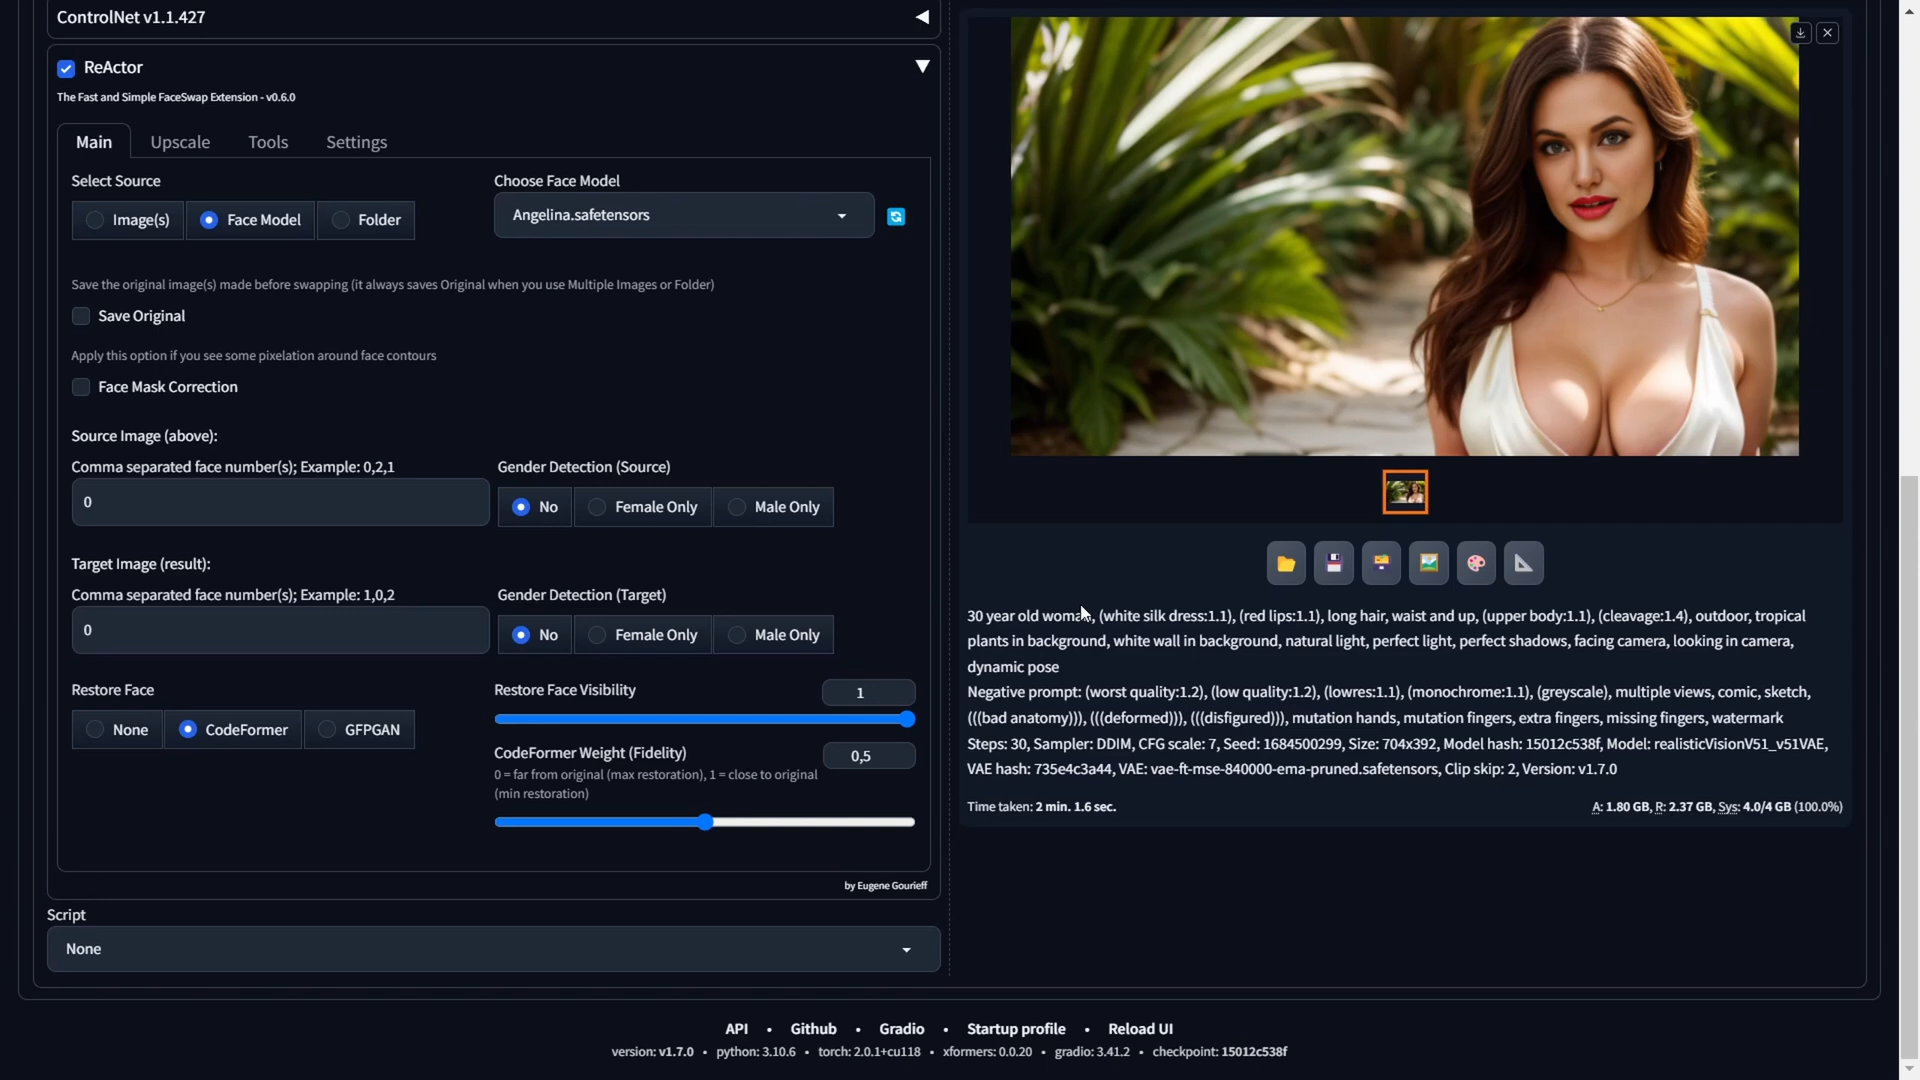 ControlNet v1.1.427
ReActor
The Fast and Simple FaceSwap Extension - v0.6.0
Main
Upscale
Tools
Settings
Select Source
Image(s)
Face Model
Folder
Choose Face Model
Angelina.safetensors
Save the original image(s) made before swapping (it always saves Original when you use Multiple Images or Folder)
Save Original
Apply this option if you see some pixelation around face contours
Face Mask Correction
Source Image (above):
Comma separated face number(s); Example: 0,2,1
0
Gender Detection (Source)
No
Female Only
Male Only
Target Image (result):
Comma separated face number(s); Example: 1,0,2
0
Gender Detection (Target)
No
Female Only
Male Only
Restore Face
None
CodeFormer
GFPGAN
Restore Face Visibility
1
CodeFormer Weight (Fidelity)
0,5
0 = far from original (max restoration), 1 = close to original
(min restoration)
by Eugene Gourieff
Script
None
30 year old woman, (white silk dress:1.1), (red lips:1.1), long hair, waist and up, (upper body:1.1), (cleavage:1.4), outdoor, tropical
plants in background, white wall in background, natural light, perfect light, perfect shadows, facing camera, looking in camera,
dynamic pose
Negative prompt: (worst quality:1.2), (low quality:1.2), (lowres:1.1), (monochrome:1.1), (greyscale), multiple views, comic, sketch,
(((bad anatomy))), (((deformed))), (((disfigured))), mutation hands, mutation fingers, extra fingers, missing fingers, watermark
Steps: 30, Sampler: DDIM, CFG scale: 7, Seed: 1684500299, Size: 704x392, Model hash: 15012c538f, Model: realisticVisionV51_v51VAE,
VAE hash: 735e4c3a44, VAE: vae-ft-mse-840000-ema-pruned.safetensors, Clip skip: 2, Version: v1.7.0
Time taken: 2 min. 1.6 sec.
A: 1.80 GB, R: 2.37 GB, Sys: 4.0/4 GB (100.0%)
API • Github • Gradio • Startup profile • Reload UI
version: v1.7.0 • python: 3.10.6 • torch: 2.0.1+cu118 • xformers: 0.0.20 • gradio: 3.41.2 • checkpoint: 15012c538f